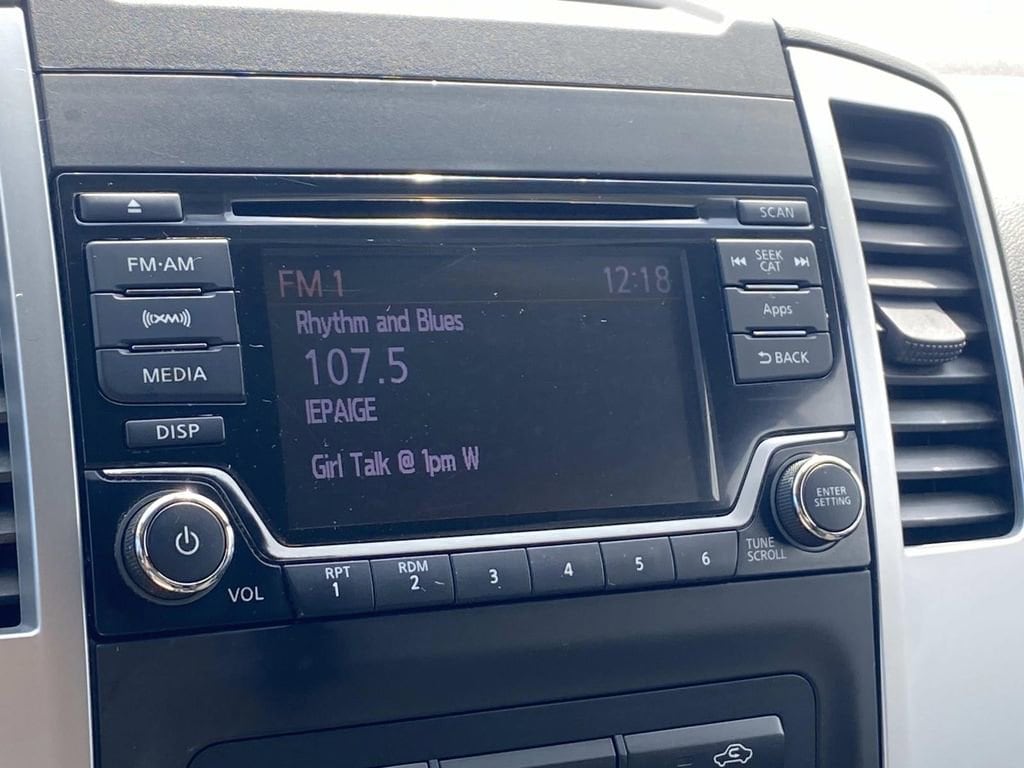 SCAN
FM·AM
SEEK
CAT
FM 1
12:18
Rhythm and Blues
((XM))
Apps
107.5
MEDIA
BACK
IEPAIGE
DISP
Girl Talk @ 1pm W
ENTER
SETTING
TUNE
SCROLL
VOL
RPT
1
RDM
2
3
4
5
6